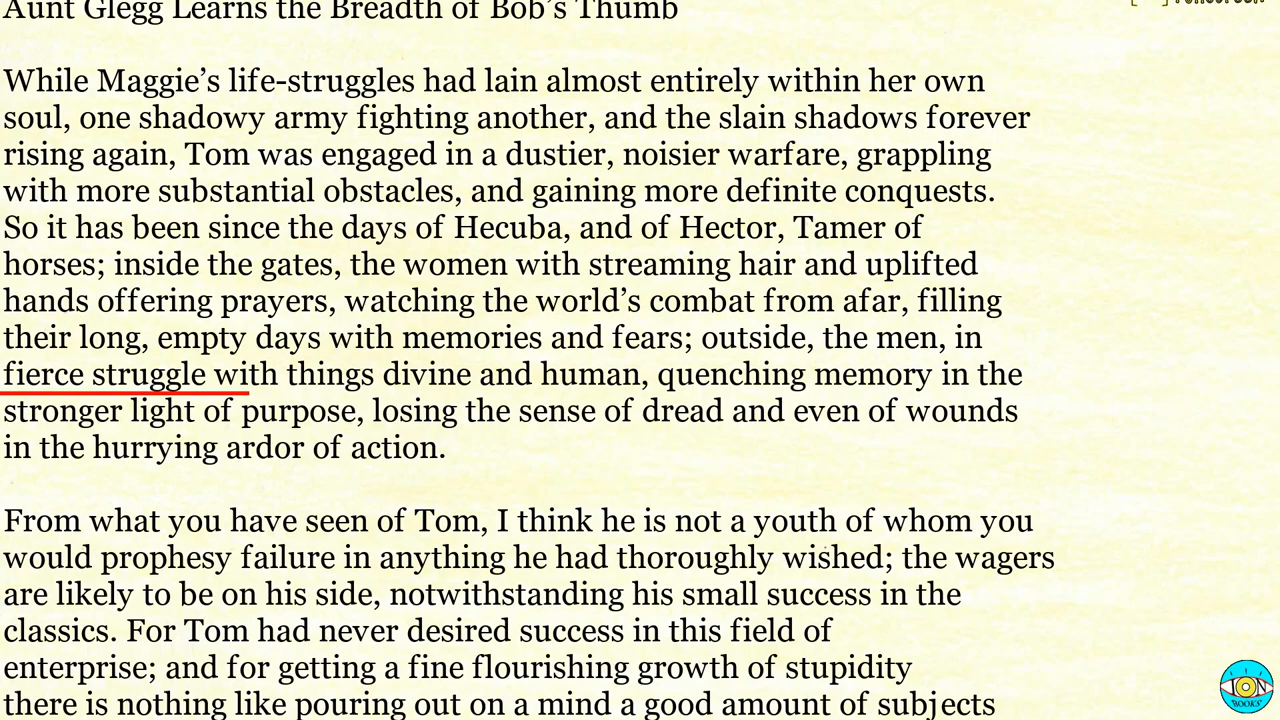 Aunt Glegg Learns the Breadth of Bob's Thumb
While Maggie’s life-struggles had lain almost entirely within her own
soul, one shadowy army fighting another, and the slain shadows forever
rising again, Tom was engaged in a dustier, noisier warfare, grappling
with more substantial obstacles, and gaining more definite conquests.
So it has been since the days of Hecuba, and of Hector, Tamer of
horses; inside the gates, the women with streaming hair and uplifted
hands offering prayers, watching the world’s combat from afar, filling
their long, empty days with memories and fears; outside, the men, in
fierce struggle with things divine and human, quenching memory in the
stronger light of purpose, losing the sense of dread and even of wounds
in the hurrying ardor of action.
From what you have seen of Tom, I think he is not a youth of whom you
would prophesy failure in anything he had thoroughly wished; the wagers
are likely to be on his side, notwithstanding his small success in the
classics. For Tom had never desired success in this field of
enterprise; and for getting a fine flourishing growth of stupidity
there is nothing like pouring out on a mind a good amount of subjects
ION
BOOKS